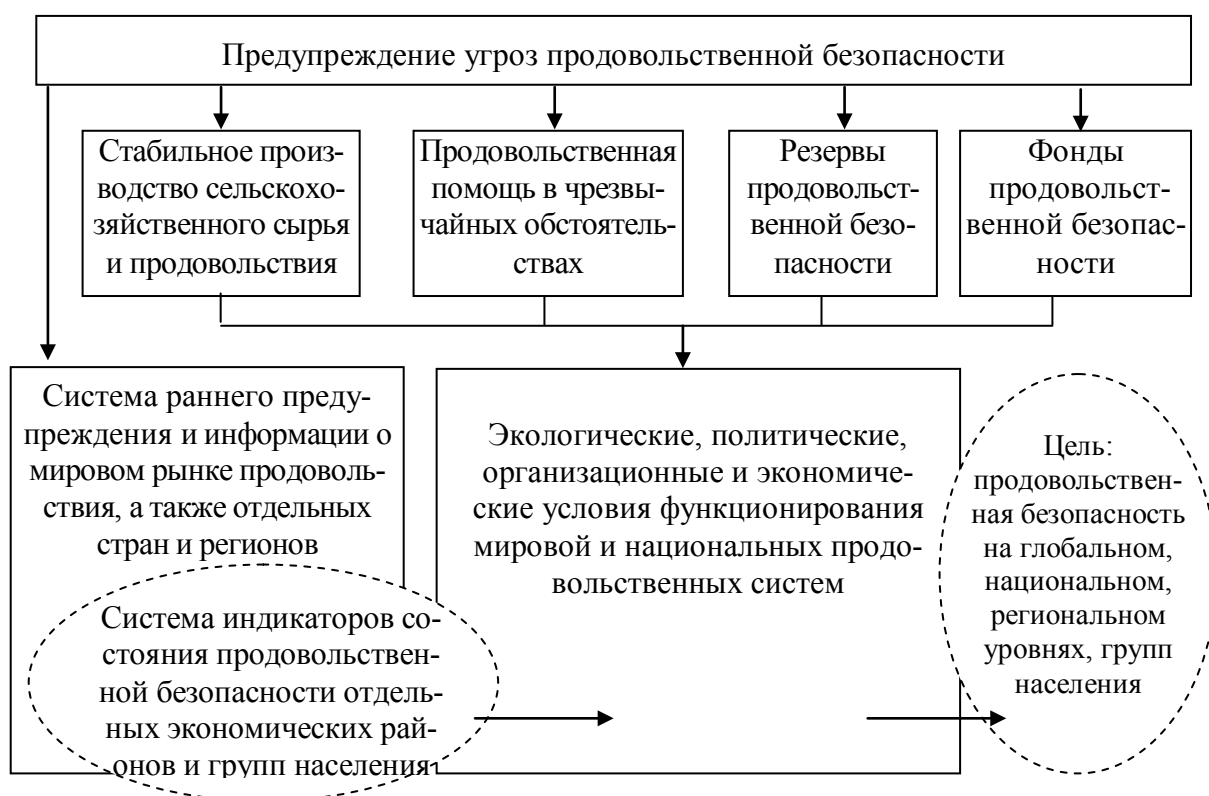 Предупреждение угроз продовольственной безопасности
Стабильное произ-
водство сельскохо-
зяйственного сырья
и продовольствия
Продовольственная
помощь в чрезвы-
чайных обстоятель-
ствах
Резервы
продовольст-
венной безо-
пасности
Фонды
продовольст-
венной безопас-
ности
Система раннего преду-
преждения и информации о
мировом рынке продоволь-
ствия, а также отдельных
стран и регионов
Система индикаторов со-
стояния продовольствен-
ной безопасности отдель-
ных экономических рай-
онов и групп населения
Экологические, политические,
организационные и экономиче-
ские условия функционирования
мировой и национальных продо-
вольственных систем
Цель:
продовольствен-
ная безопасность
на глобальном,
национальном,
региональном
уровнях, групп
населения